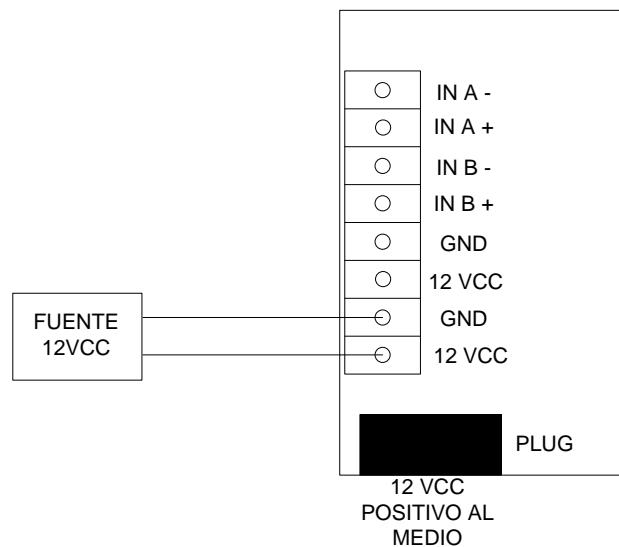 IN A -
IN A +
IN B -
IN B +
GND
12 VCC
GND
12 VCC
FUENTE
12VCC
PLUG
12 VCC
POSITIVO AL
MEDIO